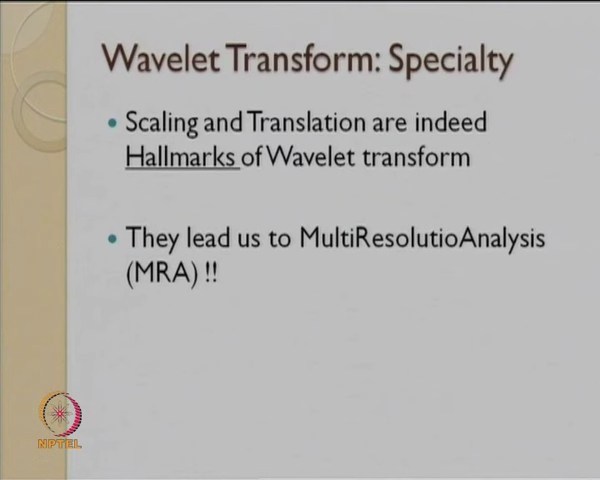 Wavelet Transform: Specialty
• Scaling and Translation are indeed
Hallmarks of Wavelet transform
• They lead us to MultiResolutioAnalysis
(MRA) !!
NPTEL